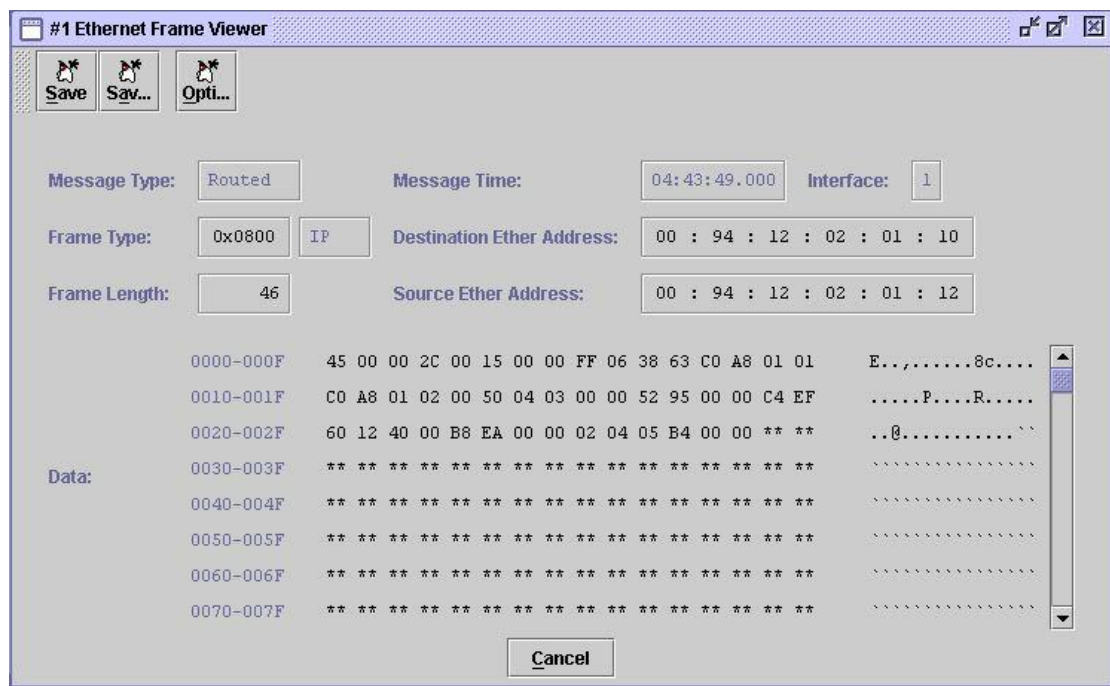 #1 Ethernet Frame Viewer
Save Sav... Opti...
Message Type: Routed Message Time: 04:43:49.000 Interface: 1
Frame Type: 0x0800 IP Destination Ether Address: 00 : 94 : 12 : 02 : 01 : 10
Frame Length: 46 Source Ether Address: 00 : 94 : 12 : 02 : 01 : 12
0000-000F 45 00 00 2C 00 15 00 00 FF 06 38 63 C0 A8 01 01 E..,......8c....
0010-001F C0 A8 01 02 00 50 04 03 00 00 52 95 00 00 C4 EF .....P....R.....
0020-002F 60 12 40 00 B8 EA 00 00 02 04 05 B4 00 00 ** ** ..@...........``
Data:
0030-003F ** ** ** ** ** ** ** ** ** ** ** ** ** ** ** ** ````````````````
0040-004F ** ** ** ** ** ** ** ** ** ** ** ** ** ** ** ** ````````````````
0050-005F ** ** ** ** ** ** ** ** ** ** ** ** ** ** ** ** ````````````````
0060-006F ** ** ** ** ** ** ** ** ** ** ** ** ** ** ** ** ````````````````
0070-007F ** ** ** ** ** ** ** ** ** ** ** ** ** ** ** ** ````````````````
Cancel